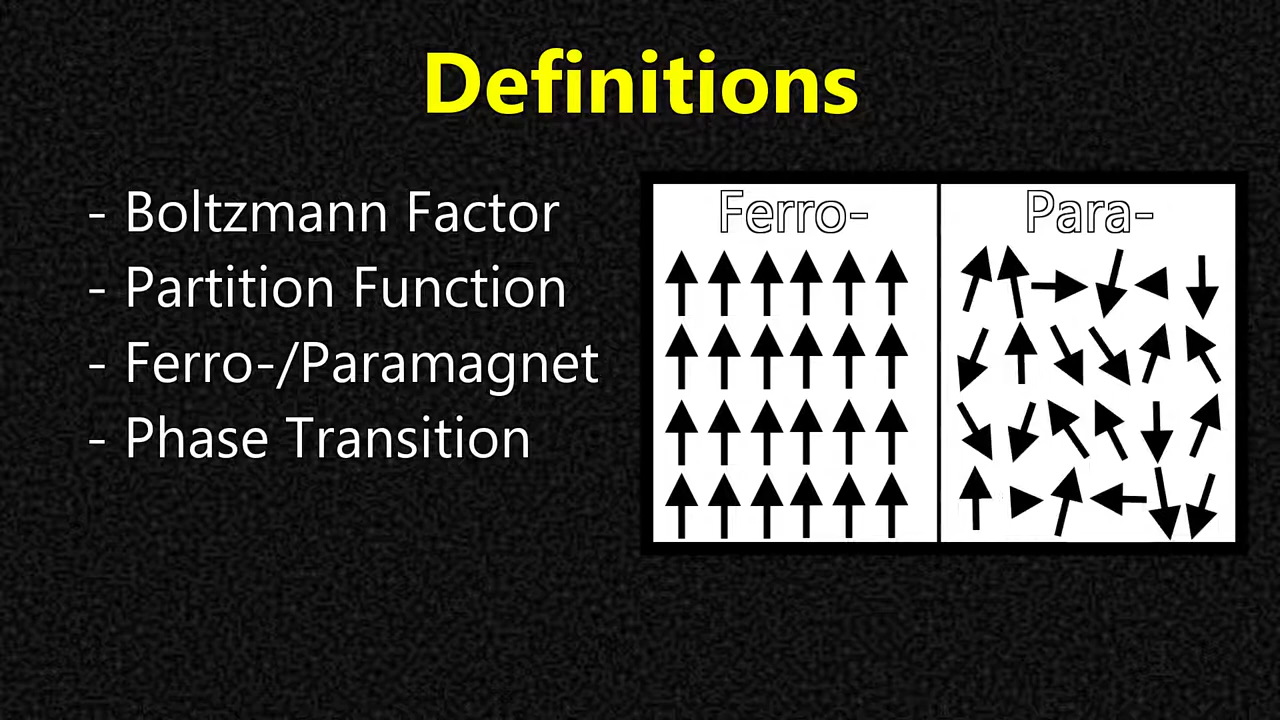 Definitions
- Boltzmann Factor
- Partition Function
- Ferro-/Paramagnet
- Phase Transition
Ferro-
Para-